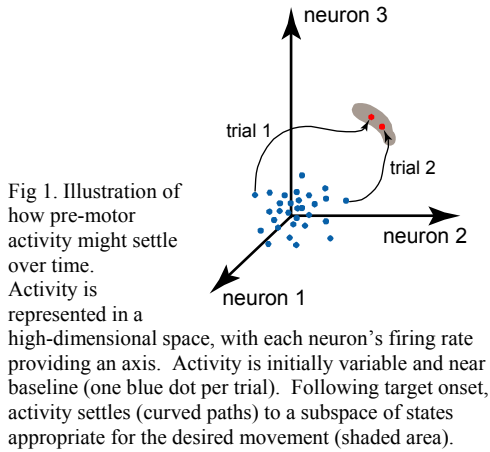 neuron 3
trial 1
trial 2
neuron 2
neuron 1
Fig 1. Illustration of
how pre-motor
activity might settle
over time.
Activity is
represented in a
high-dimensional space, with each neuron's firing rate
providing an axis.  Activity is initially variable and near
baseline (one blue dot per trial).  Following target onset,
activity settles (curved paths) to a subspace of states
appropriate for the desired movement (shaded area).